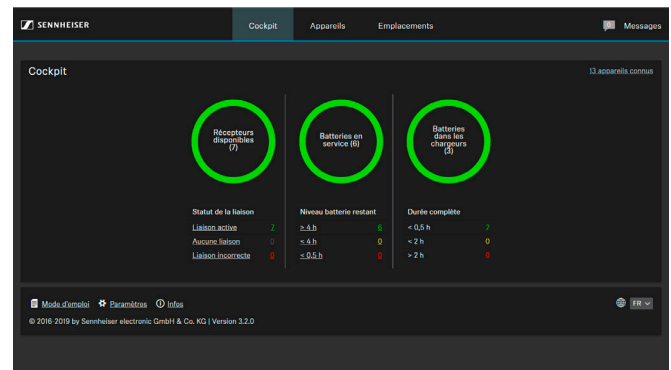 SENNHEISER
Cockpit
Appareils
Emplacements
0
Messages
Cockpit
13 appareils connus
Récepteurs
disponibles
(7)
Batteries en
service (6)
Batteries
dans les
chargeurs
(3)
Statut de la liaison
Liaison active 7
Aucune liaison 0
Liaison incorrecte 0
Niveau batterie restant
> 4 h 6
< 4 h 0
< 0,5 h 0
Durée complète
< 0,5 h 2
< 2 h 0
> 2 h 0
Mode d'emploi
Paramètres
Infos
FR
© 2016-2019 by Sennheiser electronic GmbH & Co. KG | Version 3.2.0